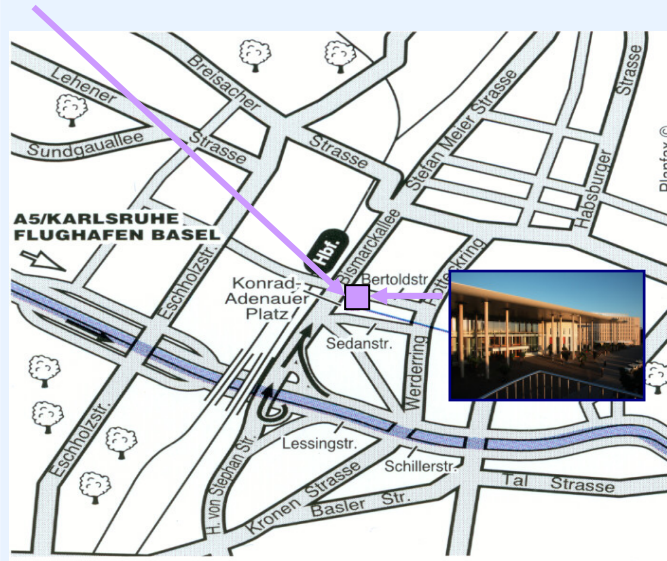 Lehener
Strasse
Breisacher
Strasse
Sundgauallee
Stefan Meier Strasse
Strasse
Habsburger
Planfax ©
A5/KARLSRUHE
FLUGHAFEN BASEL
Hbf.
Bismarckallee
Konrad-
Adenauer
Platz
Bertoldstr.
Eschholzstr.
Sedanstr.
Werderring
Lessingstr.
Schillerstr.
Eschholzstr.
H. von Stephan Str.
Kronen Strasse
Basler Str.
Tal Strasse